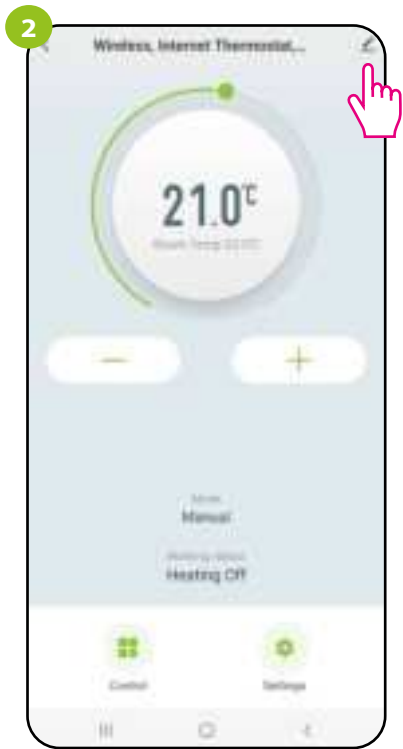 2
Wireless, Internet Thermostat...
21.0°C
Mode
Manual
Heating Off
Control
Settings